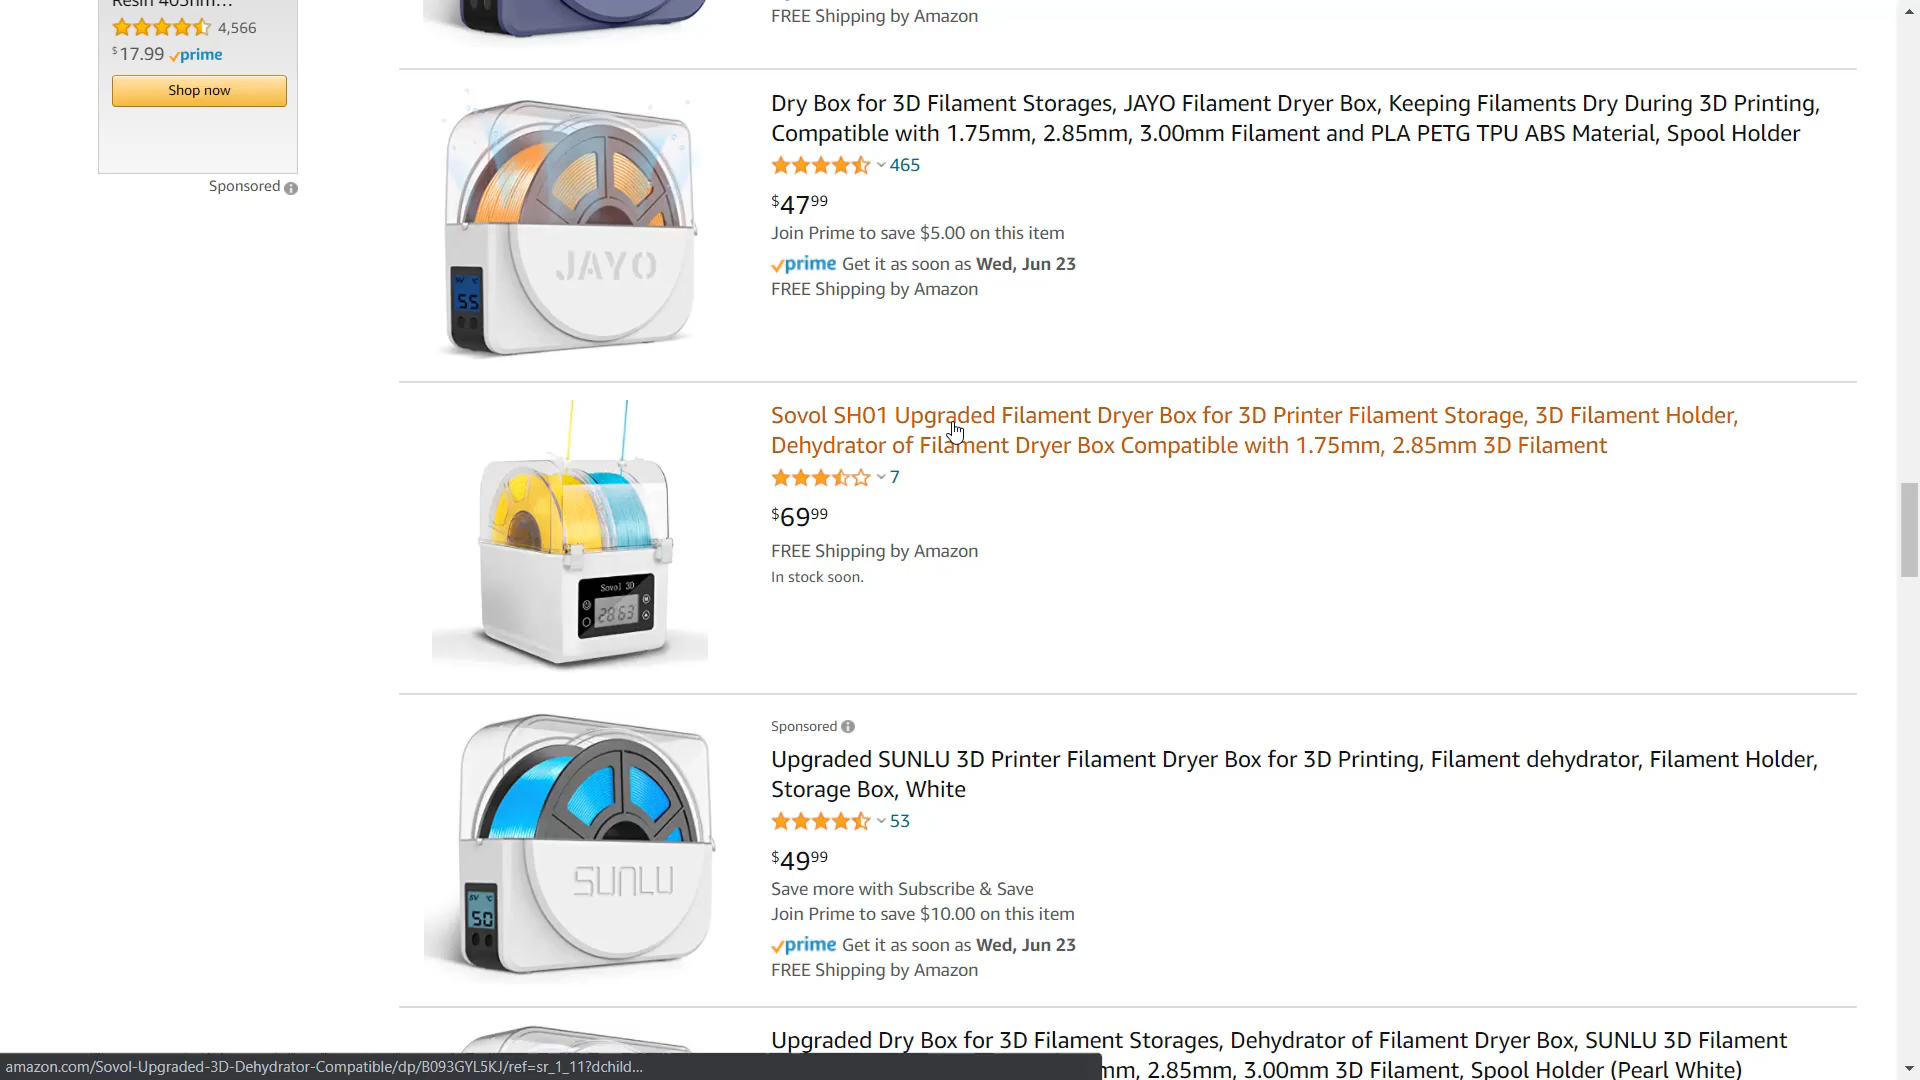 Resin 405nm...
4,566
$17.99 prime
Shop now
Sponsored
FREE Shipping by Amazon
Dry Box for 3D Filament Storages, JAYO Filament Dryer Box, Keeping Filaments Dry During 3D Printing,
Compatible with 1.75mm, 2.85mm, 3.00mm Filament and PLA PETG TPU ABS Material, Spool Holder
465
$47.99
Join Prime to save $5.00 on this item
prime Get it as soon as Wed, Jun 23
FREE Shipping by Amazon
JAYO
55
Sovol SH01 Upgraded Filament Dryer Box for 3D Printer Filament Storage, 3D Filament Holder,
Dehydrator of Filament Dryer Box Compatible with 1.75mm, 2.85mm 3D Filament
7
$69.99
FREE Shipping by Amazon
In stock soon.
Sovol 3D
28:63
Sponsored
Upgraded SUNLU 3D Printer Filament Dryer Box for 3D Printing, Filament dehydrator, Filament Holder,
Storage Box, White
53
$49.99
Save more with Subscribe & Save
Join Prime to save $10.00 on this item
prime Get it as soon as Wed, Jun 23
FREE Shipping by Amazon
SUNLU
50
Upgraded Dry Box for 3D Filament Storages, Dehydrator of Filament Dryer Box, SUNLU 3D Filament
2.85mm, 3.00mm 3D Filament, Spool Holder (Pearl White)
amazon.com/Sovol-Upgraded-3D-Dehydrator-Compatible/dp/B093GYL5KJ/ref=sr_1_11?dchild...